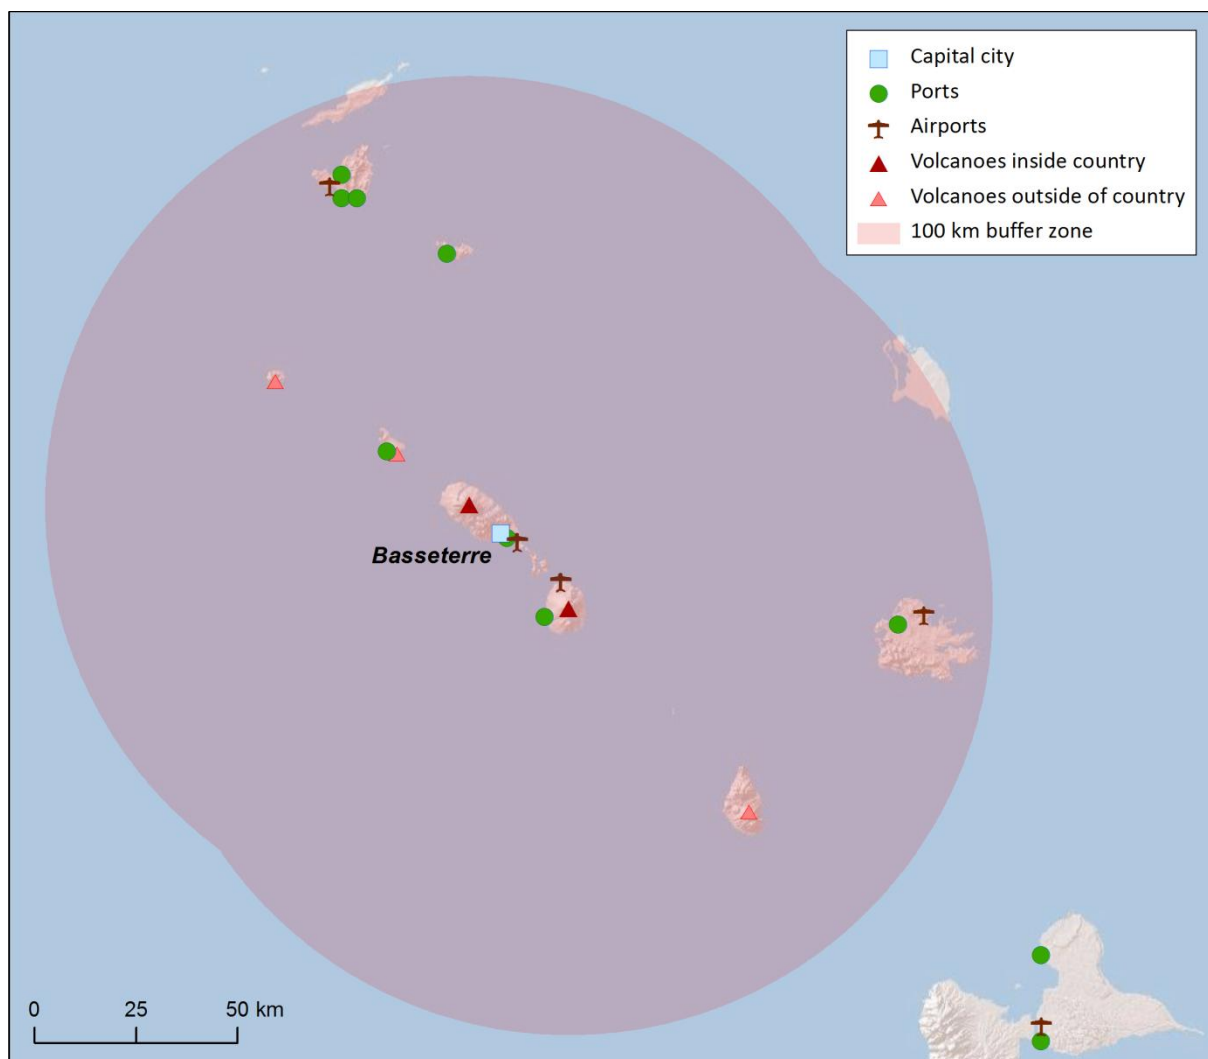 Capital city
Ports
Airports
Volcanoes inside country
Volcanoes outside of country
100 km buffer zone
Basseterre
0 25 50 km